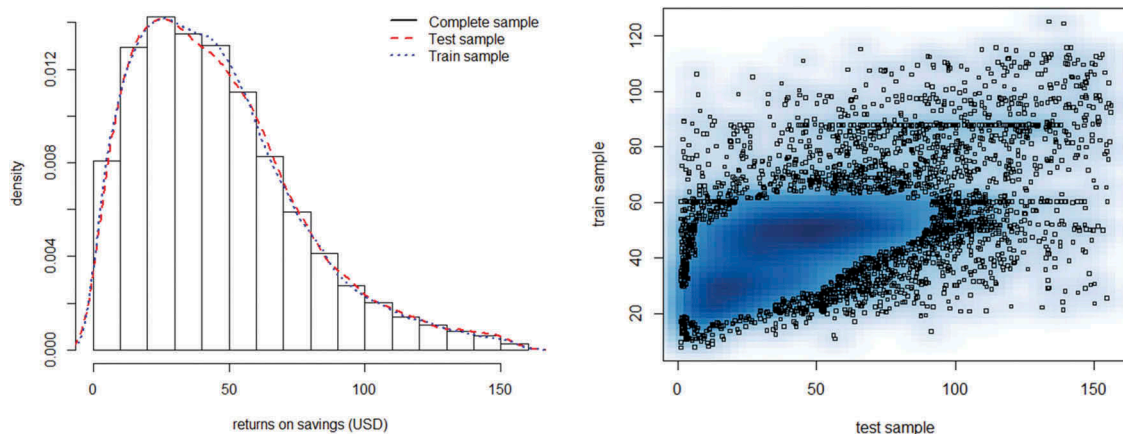 Complete sample
Test sample
Train sample
density
0.000
0.004
0.008
0.012
0
50
100
150
returns on savings (USD)
train sample
20
40
60
80
100
120
0
50
100
150
test sample